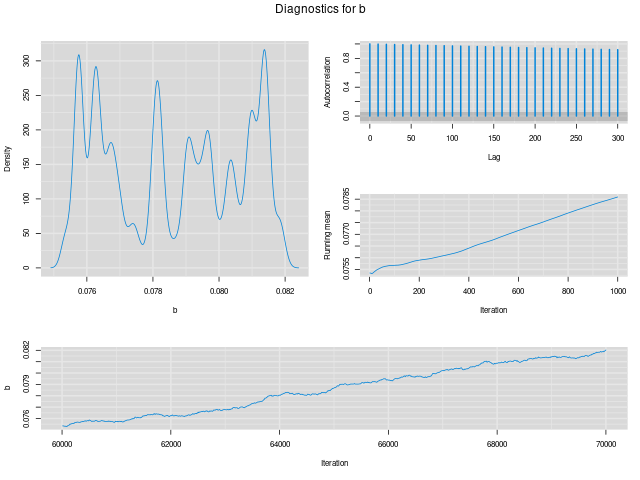 Diagnostics for b
Density
0 50 100 150 200 250 300
0.076 0.078 0.080 0.082
b
Autocorrelation
0.0 0.4 0.8
0 50 100 150 200 250 300
Lag
Running mean
0.0755 0.0770 0.0785
0 200 400 600 800 1000
Iteration
b
0.076 0.079 0.082
60000 62000 64000 66000 68000 70000
Iteration